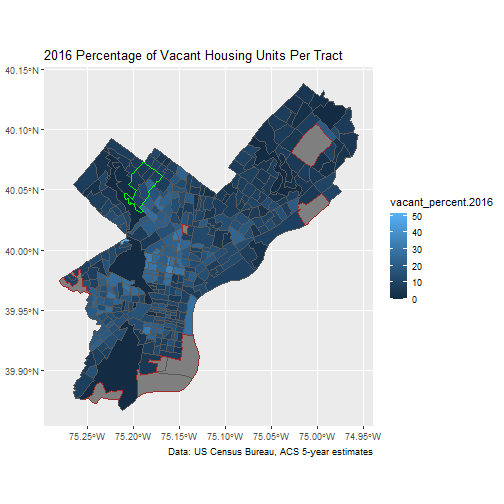 2016 Percentage of Vacant Housing Units Per Tract
40.15°N
40.10°N
40.05°N
40.00°N
39.95°N
39.90°N
75.25°W 75.20°W 75.15°W 75.10°W 75.05°W 75.00°W 74.95°W
vacant_percent.2016
50
40
30
20
10
0
Data: US Census Bureau, ACS 5-year estimates